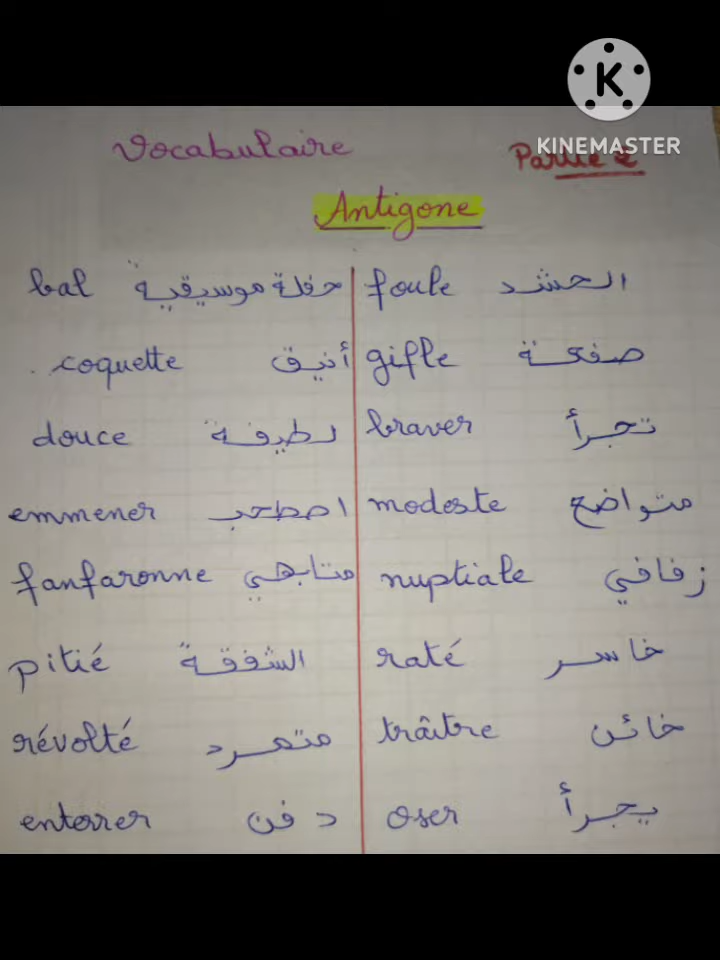 K
KINEMASTER
Vocabulaire
Partie 2
Antigone
bal حفلة موسيقية
foule الحشد
coquette أنيق
gifle صفعة
douce لطيفة
braver تجرأ
emmener اصطحب
modeste متواضع
fanfaronne متابهي
nuptiale زفافي
pitié الشفقة
raté خاسر
révolté متمرد
traître خائن
enterrer دفن
oser يجرأ